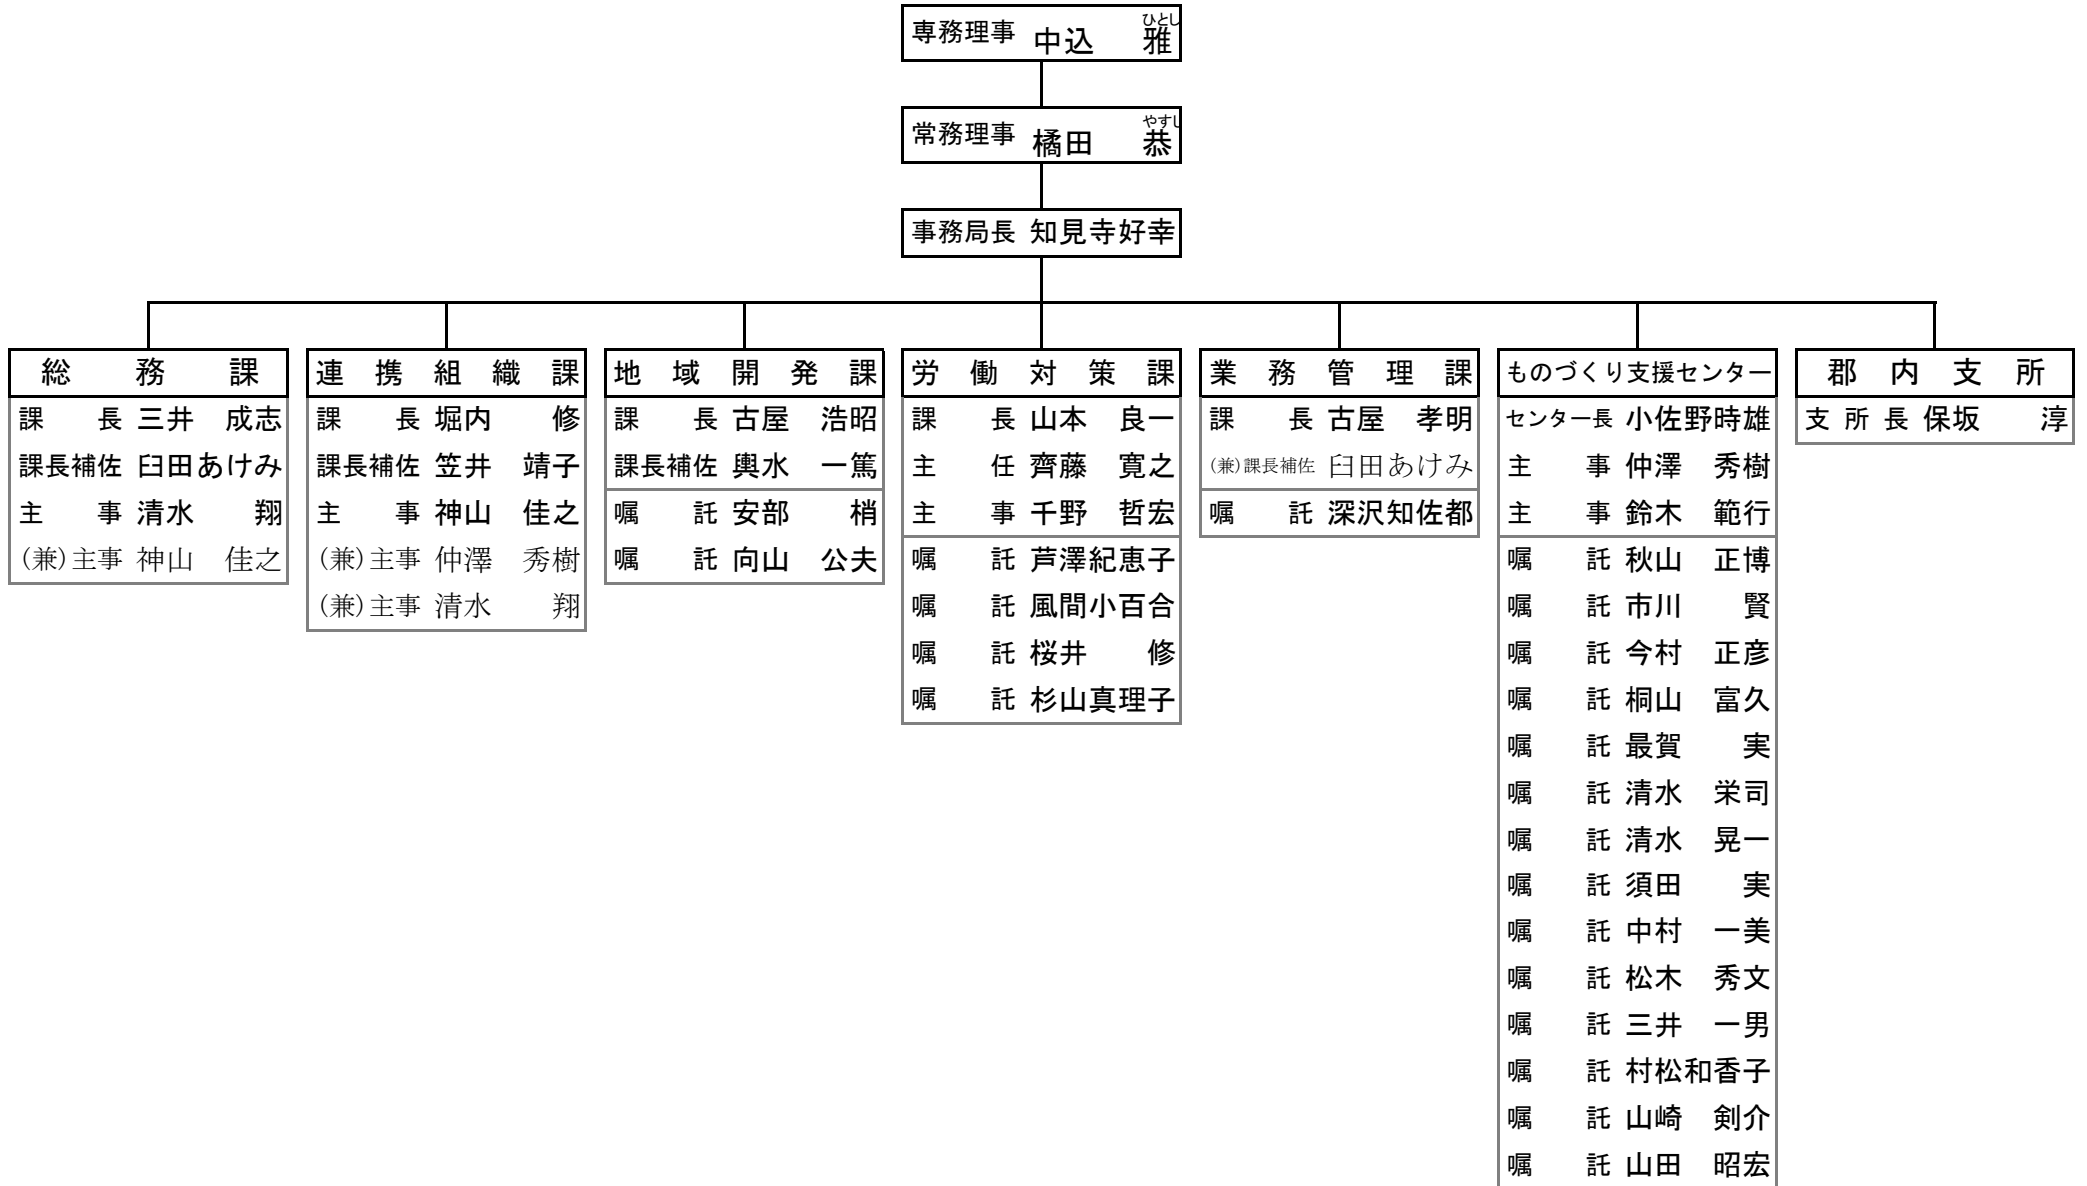 専務理事 中込 雅
ひとし
常務理事 橘田 恭
やすし
事務局長 知見寺好幸
総務課
課長 三井 成志
課長補佐 臼田あけみ
主事 清水 翔
(兼)主事 神山 佳之
連携組織課
課長 堀内 修
課長補佐 笠井 靖子
主事 神山 佳之
(兼)主事 仲澤 秀樹
(兼)主事 清水 翔
地域開発課
課長 古屋 浩昭
課長補佐 輿水 一篤
嘱託 安部 梢
嘱託 向山 公夫
労働対策課
課長 山本 良一
主任 齊藤 寛之
主事 千野 哲宏
嘱託 芦澤紀恵子
嘱託 風間小百合
嘱託 桜井 修
嘱託 杉山真理子
業務管理課
課長 古屋 孝明
(兼)課長補佐 臼田あけみ
嘱託 深沢知佐都
ものづくり支援センター
センター長 小佐野時雄
主事 仲澤 秀樹
主事 鈴木 範行
嘱託 秋山 正博
嘱託 市川 賢
嘱託 今村 正彦
嘱託 桐山 富久
嘱託 最賀 実
嘱託 清水 栄司
嘱託 清水 晃一
嘱託 須田 実
嘱託 中村 一美
嘱託 松木 秀文
嘱託 三井 一男
嘱託 村松和香子
嘱託 山崎 剣介
嘱託 山田 昭宏
郡内支所
支所長 保坂 淳